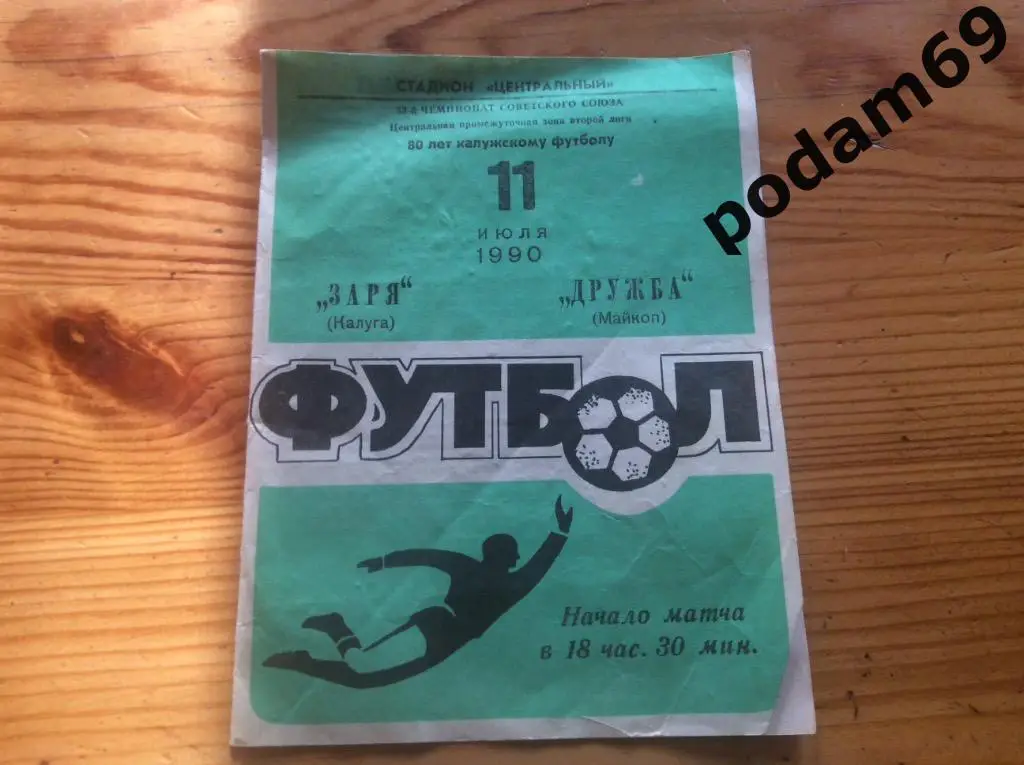 СТАДИОН «ЦЕНТРАЛЬНЫЙ»
53-й ЧЕМПИОНАТ СОВЕТСКОГО СОЮЗА
Центральная промежуточная зона второй лиги
80 лет калужскому футболу
11
ИЮЛЯ
1990
„ЗАРЯ“ „ДРУЖБА“
(Калуга) (Майкоп)
ФУТБОЛ
Начало матча
в 18 час. 30 мин.
podam69